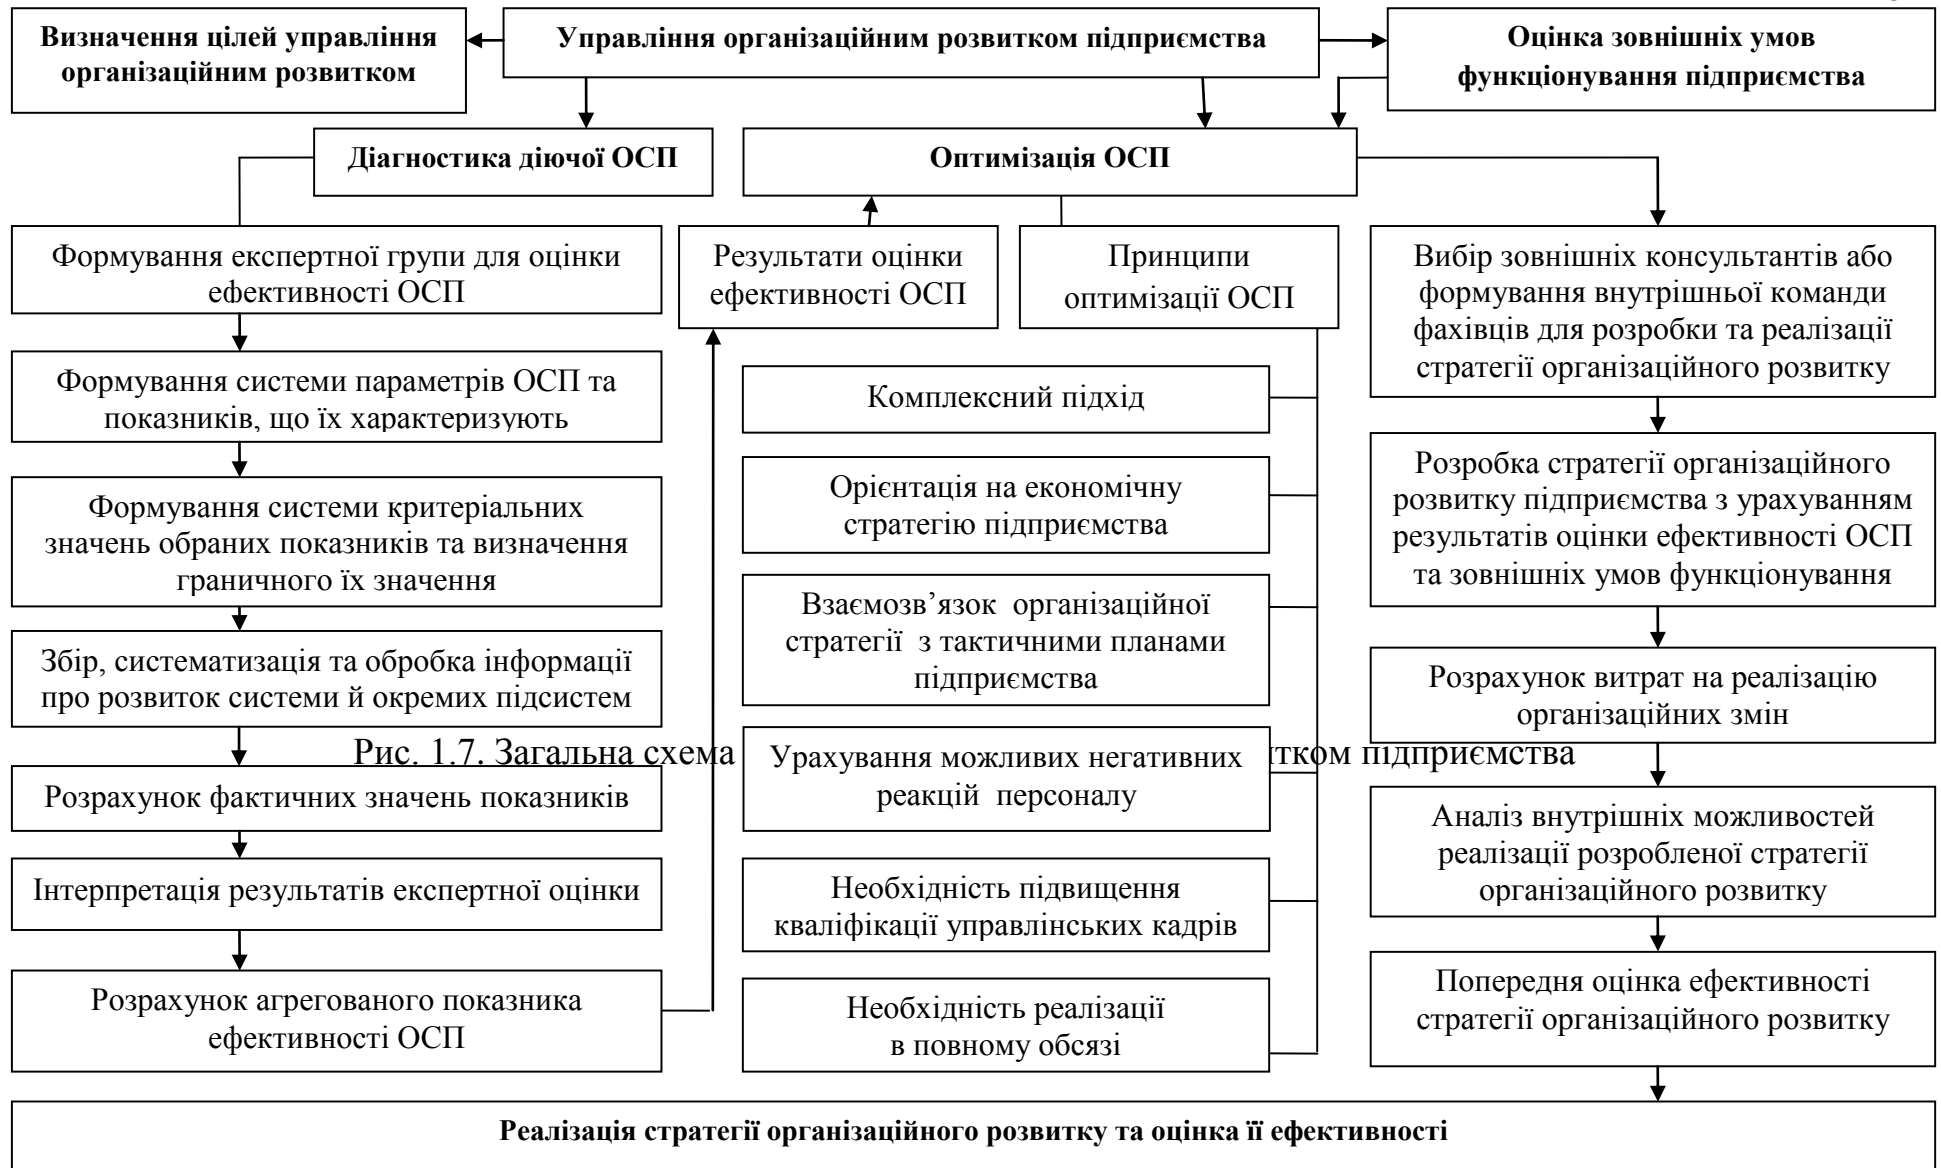 Визначення цілей управління
організаційним розвитком
Управління організаційним розвитком підприємства
Оцінка зовнішніх умов
функціонування підприємства
Діагностика діючої ОСП
Оптимізація ОСП
Формування експертної групи для оцінки
ефективності ОСП
Результати оцінки
ефективності ОСП
Принципи
оптимізації ОСП
Вибір зовнішніх консультантів або
формування внутрішньої команди
фахівців для розробки та реалізації
стратегії організаційного розвитку
Формування системи параметрів ОСП та
показників, що їх характеризують
Комплексний підхід
Формування системи критеріальних
значень обраних показників та визначення
граничного їх значення
Орієнтація на економічну
стратегію підприємства
Розробка стратегії організаційного
розвитку підприємства з урахуванням
результатів оцінки ефективності ОСП
та зовнішніх умов функціонування
Взаємозв’язок організаційної
стратегії з тактичними планами
підприємства
Збір, систематизація та обробка інформації
про розвиток системи й окремих підсистем
Розрахунок витрат на реалізацію
організаційних змін
Рис. 1.7. Загальна схема итком підприємства
Урахування можливих негативних
реакцій персоналу
Розрахунок фактичних значень показників
Аналіз внутрішніх можливостей
реалізації розробленої стратегії
організаційного розвитку
Інтерпретація результатів експертної оцінки
Необхідність підвищення
кваліфікації управлінських кадрів
Розрахунок агрегованого показника
ефективності ОСП
Необхідність реалізації
в повному обсязі
Попередня оцінка ефективності
стратегії організаційного розвитку
Реалізація стратегії організаційного розвитку та оцінка її ефективності